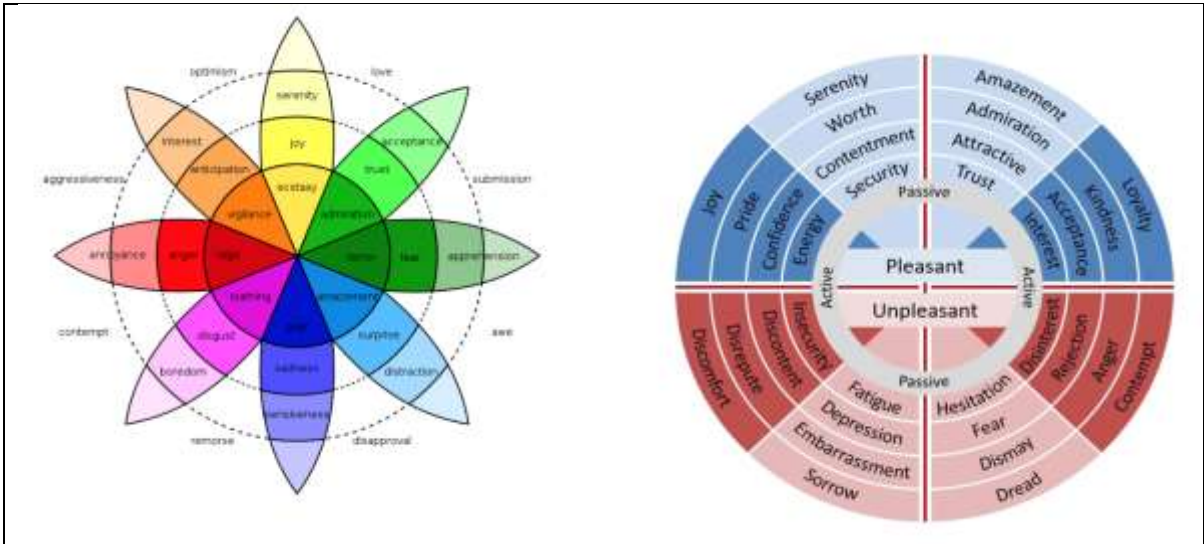 optimism
love
serenity
interest
acceptance
joy
anticipation
trust
aggressiveness
submission
ecstasy
vigilance
admiration
annoyance
anger
rage
terror
fear
apprehension
loathing
amazement
contempt
awe
disgust
surprise
sadness
boredom
distraction
pensiveness
remorse
disapproval
Serenity
Worth
Contentment
Security
Amazement
Admiration
Attractive
Trust
Joy
Pride
Confidence
Energy
Interest
Acceptance
Kindness
Loyalty
Passive
Active
Pleasant
Unpleasant
Active
Passive
Discomfort
Disrepute
Discontent
Insecurity
Disinterest
Rejection
Anger
Contempt
Fatigue
Depression
Embarrassment
Sorrow
Hesitation
Fear
Dismay
Dread